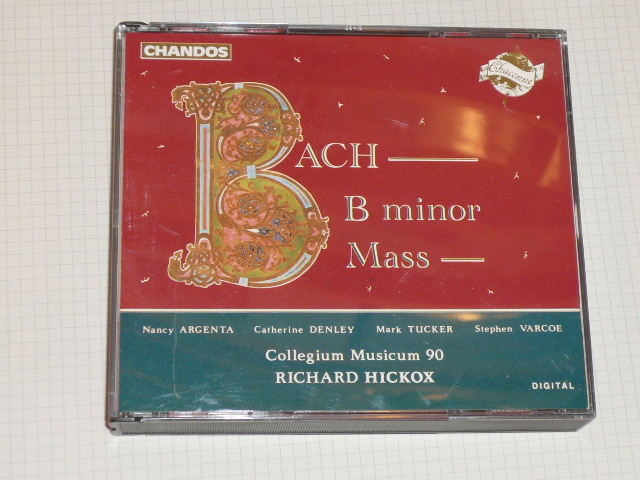 CHANDOS
Chaconne
BACH
B minor
Mass
Nancy ARGENTA Catherine DENLEY Mark TUCKER Stephen VARCOE
Collegium Musicum 90
RICHARD HICKOX
DIGITAL